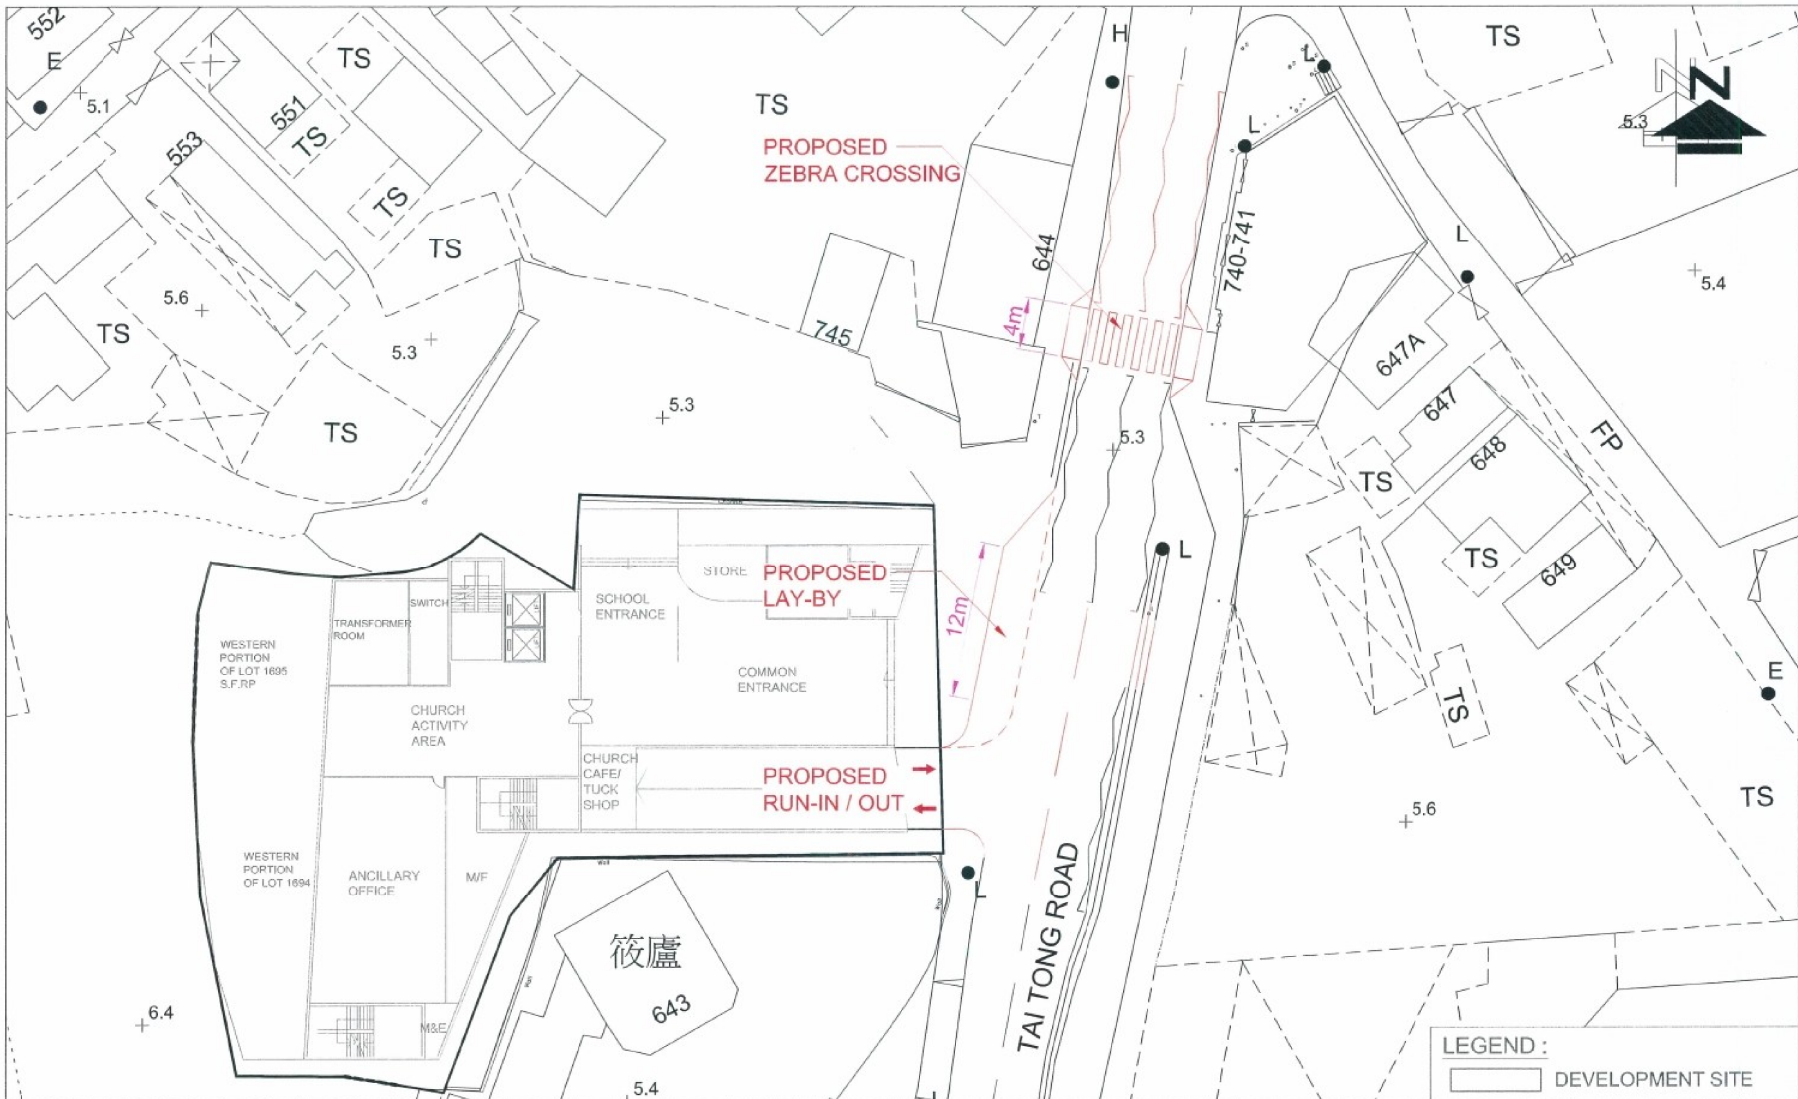 552
E
5.1
TS
551
TS
553
TS
TS
H
TS
PROPOSED
ZEBRA CROSSING
L
L
TS
N
5.3
644
740-741
L
5.4
5.6
TS
5.3
745
4m
647A
TS
5.3
5.3
647
FP
648
TS
STORE
PROPOSED
LAY-BY
12m
L
TS
649
SCHOOL
ENTRANCE
SWITCH
TRANSFORMER
ROOM
WESTERN
PORTION
OF LOT 1695
S.F.RP
COMMON
ENTRANCE
TS
E
CHURCH
ACTIVITY
AREA
CHURCH
CAFE/
TUCK
SHOP
PROPOSED
RUN-IN / OUT
5.6
TS
WESTERN
PORTION
OF LOT 1694
ANCILLARY
OFFICE
M/F
Wall
L
TAI TONG ROAD
筱廬
643
6.4
M&E
5.4
LEGEND :
DEVELOPMENT SITE